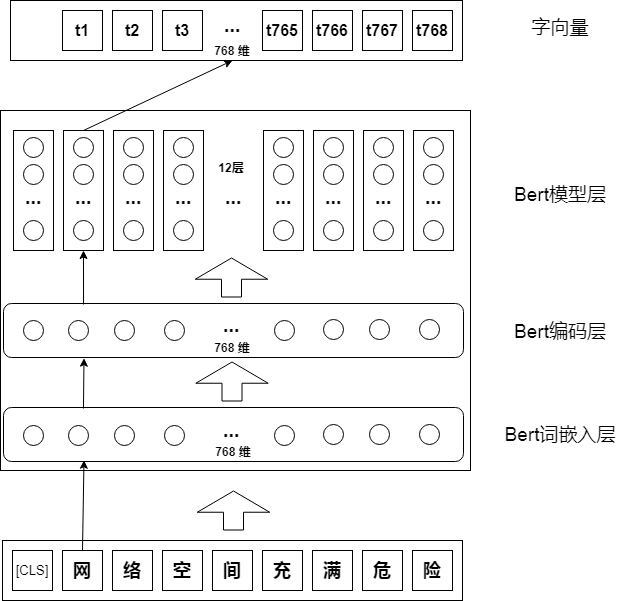 t1 t2 t3 ... t765 t766 t767 t768
768 维
字向量
12层
... ... ... ... ... ... ... ...
Bert模型层
...
768 维
Bert编码层
...
768 维
Bert词嵌入层
[CLS] 网 络 空 间 充 满 危 险